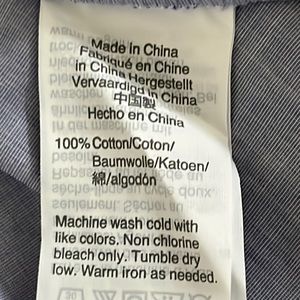 Made in China
Fabriqué en Chine
in China Hergestellt
Vervaardigd in China
中国製
Hecho en China
100% Cotton/Coton/
Baumwolle/Katoen/
綿/algodón/
Machine wash cold with
like colors. Non chlorine
bleach only. Tumble dry
low. Warm iron as needed.